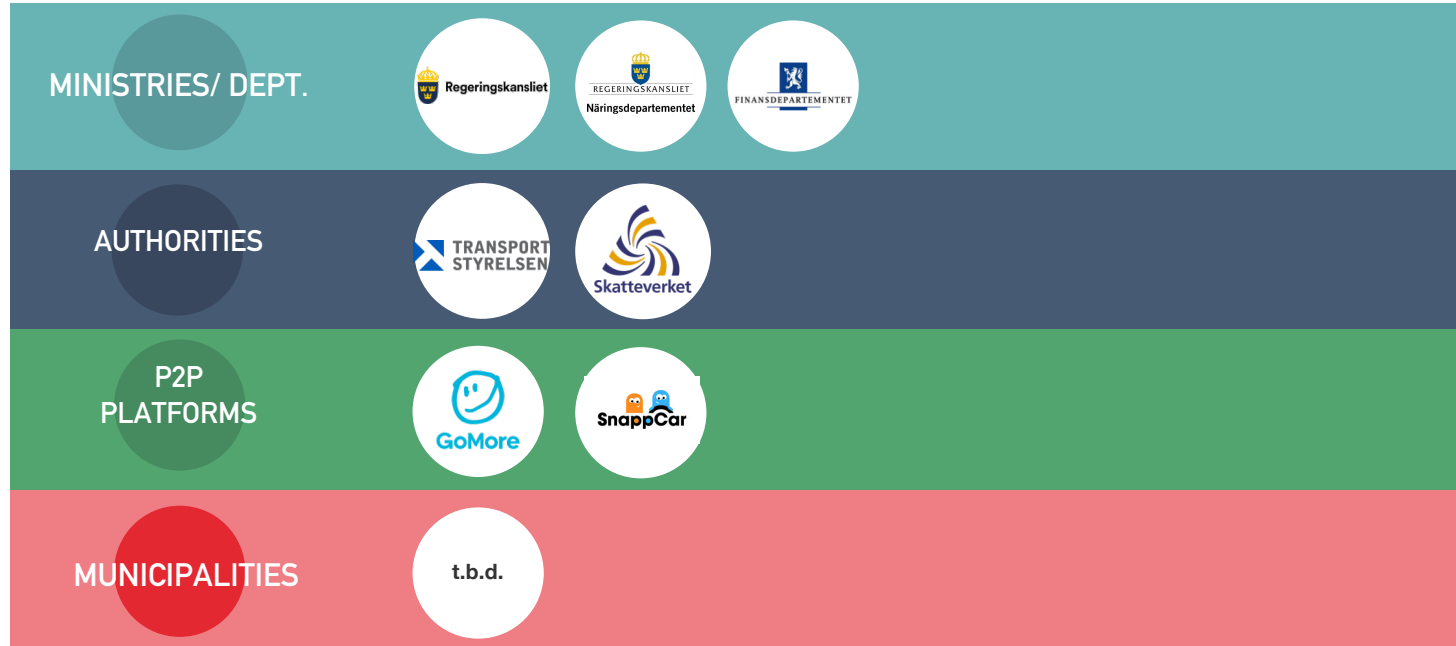 MINISTRIES/ DEPT.
Regeringskansliet
REGERINGSKANSLIET
Näringsdepartementet
FINANSDEPARTEMENTET
AUTHORITIES
TRANSPORT
STYRELSEN
Skatteverket
P2P
PLATFORMS
GoMore
SnappCar
MUNICIPALITIES
t.b.d.